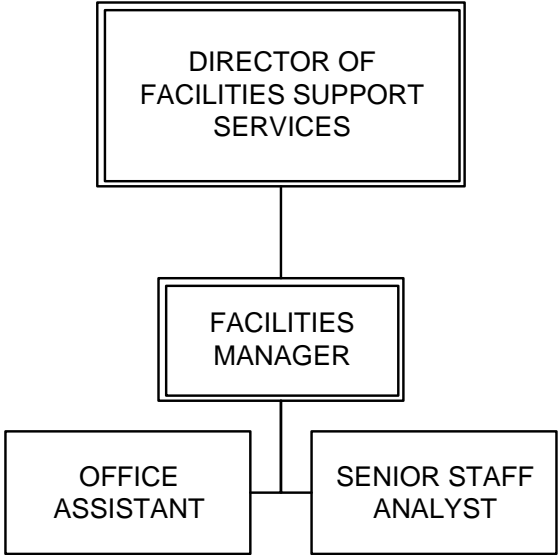 DIRECTOR OF
FACILITIES SUPPORT
SERVICES
FACILITIES
MANAGER
OFFICE
ASSISTANT
SENIOR STAFF
ANALYST